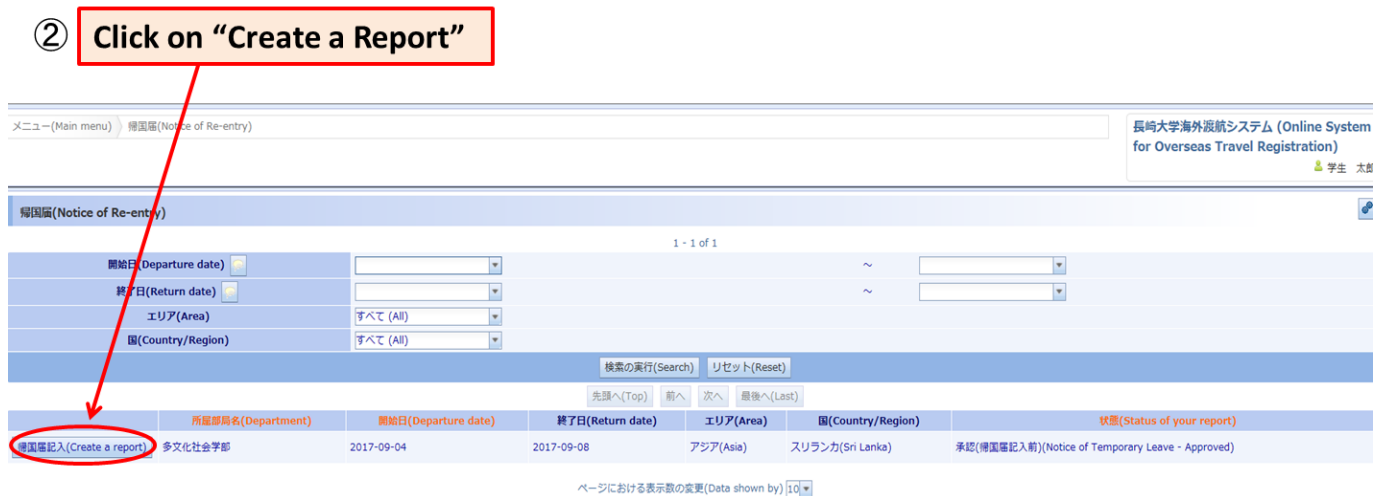 ② Click on “Create a Report”
メニュー(Main menu) 帰国届(Notice of Re-entry)
長崎大学海外渡航システム (Online System
for Overseas Travel Registration)
学生 太郎
帰国届(Notice of Re-entry)
1 - 1 of 1
開始日(Departure date) ～
終了日(Return date) ～
エリア(Area) すべて (All)
国(Country/Region) すべて (All)
検索の実行(Search) リセット(Reset)
先頭へ(Top) 前へ 次へ 最後へ(Last)
所属部局名(Department) 開始日(Departure date) 終了日(Return date) エリア(Area) 国(Country/Region) 状態(Status of your report)
帰国届記入(Create a report) 多文化社会学部 2017-09-04 2017-09-08 アジア(Asia) スリランカ(Sri Lanka) 承認(帰国届記入前)(Notice of Temporary Leave - Approved)
ページにおける表示数の変更(Data shown by) 10